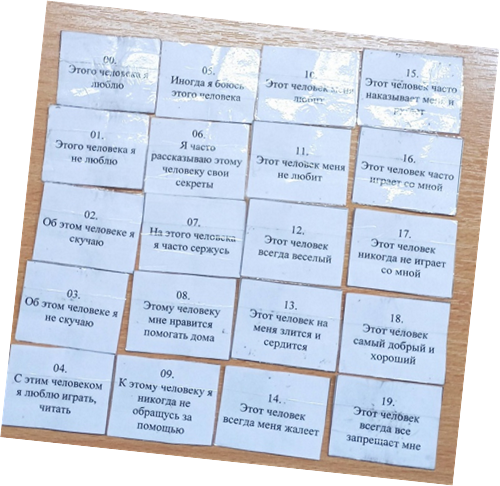 00.
Этого человека я
люблю
05.
Иногда я боюсь
этого человека
10.
Этот человек меня
любит
15.
Этот человек часто
наказывает меня и
ругает
01.
Этого человека я
не люблю
06.
Я часто
рассказываю этому
человеку свои
секреты
11.
Этот человек меня
не любит
16.
Этот человек часто
играет со мной
02.
Об этом человеке я
скучаю
07.
На этого человека
я часто сержусь
12.
Этот человек
всегда веселый
17.
Этот человек
никогда не играет
со мной
03.
Об этом человеке я
не скучаю
08.
Этому человеку
мне нравится
помогать дома
13.
Этот человек на
меня злится и
сердится
18.
Этот человек
самый добрый и
хороший
04.
С этим человеком
я люблю играть,
читать
09.
К этому человеку я
никогда не
обращусь за
помощью
14.
Этот человек
всегда меня жалеет
19.
Этот человек
всегда все
запрещает мне